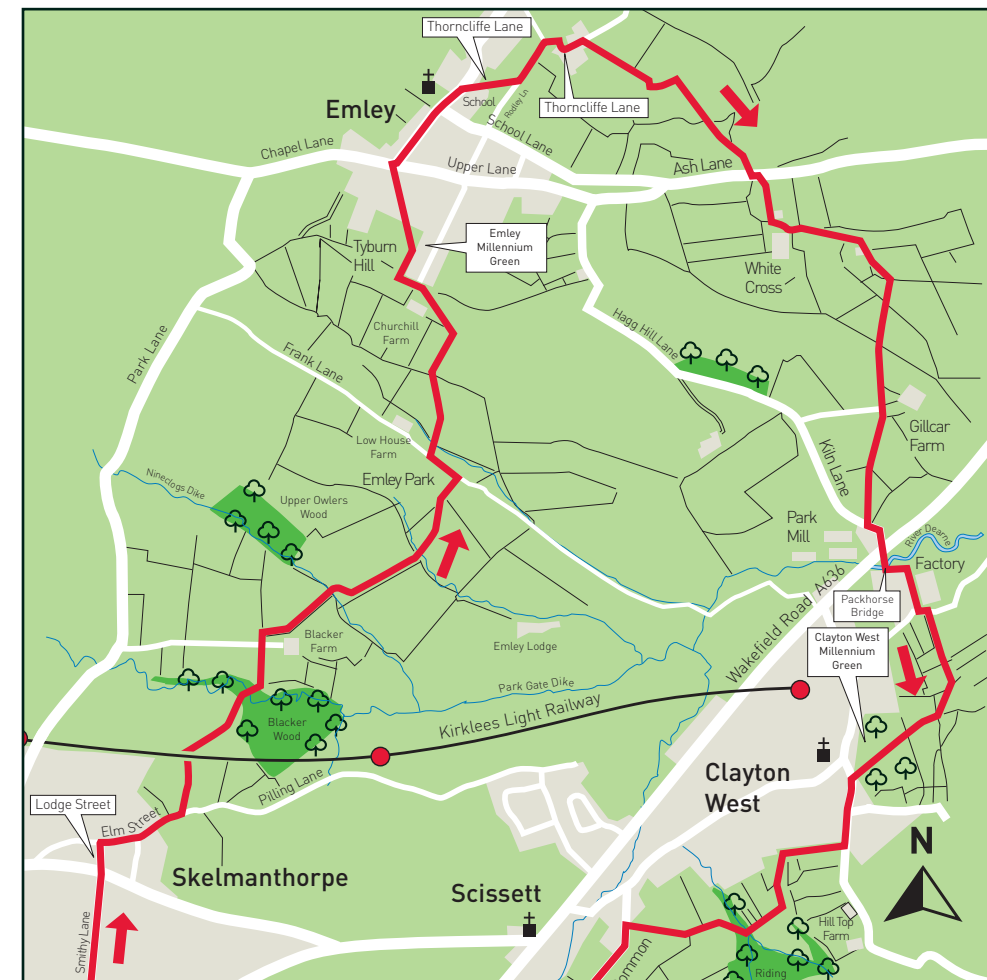 Thorncliffe Lane
Emley
School
Rodley Ln
School Lane
Thorncliffe Lane
Chapel Lane
Upper Lane
Ash Lane
Emley
Millennium
Green
Tyburn
Hill
White
Cross
Churchill
Farm
Hagg Hill Lane
Park Lane
Frank Lane
Low House
Farm
Gillcar
Farm
Kiln Lane
Emley Park
Nineclogs Dike
Upper Owlers
Wood
Park
Mill
River Dearne
Factory
Wakefield Road A636
Packhorse
Bridge
Blacker
Farm
Emley Lodge
Clayton West
Millennium
Green
Park Gate Dike
Kirklees Light Railway
Blacker
Wood
Pilling Lane
Clayton
West
Lodge Street
Elm Street
N
Skelmanthorpe
Scissett
Smithy Lane
Hill Top
Farm
ommon
Riding